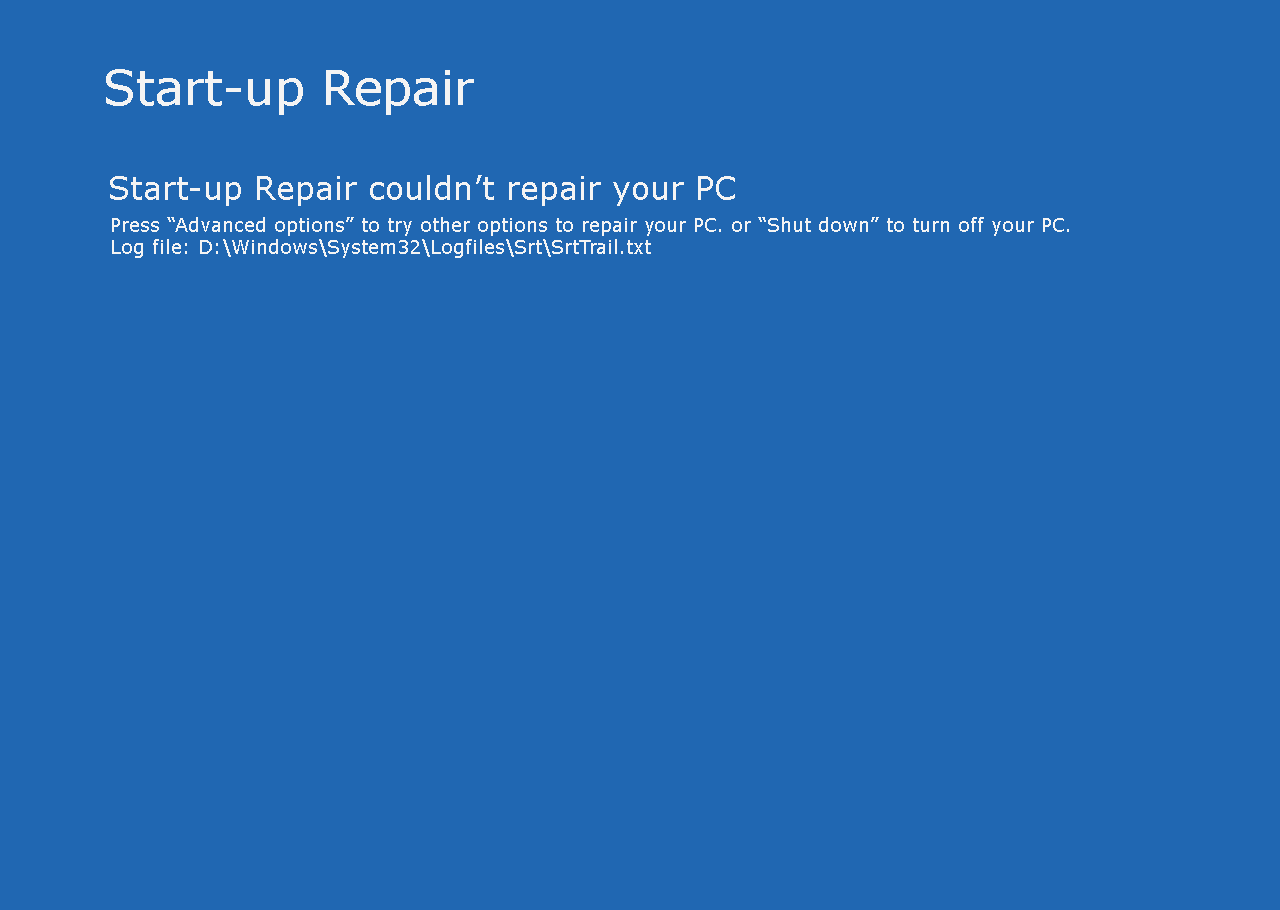 Start-up Repair
Start-up Repair couldn’t repair your PC
Press “Advanced options” to try other options to repair your PC. or “Shut down” to turn off your PC.
Log file: D:\Windows\System32\Logfiles\Srt\SrtTrail.txt